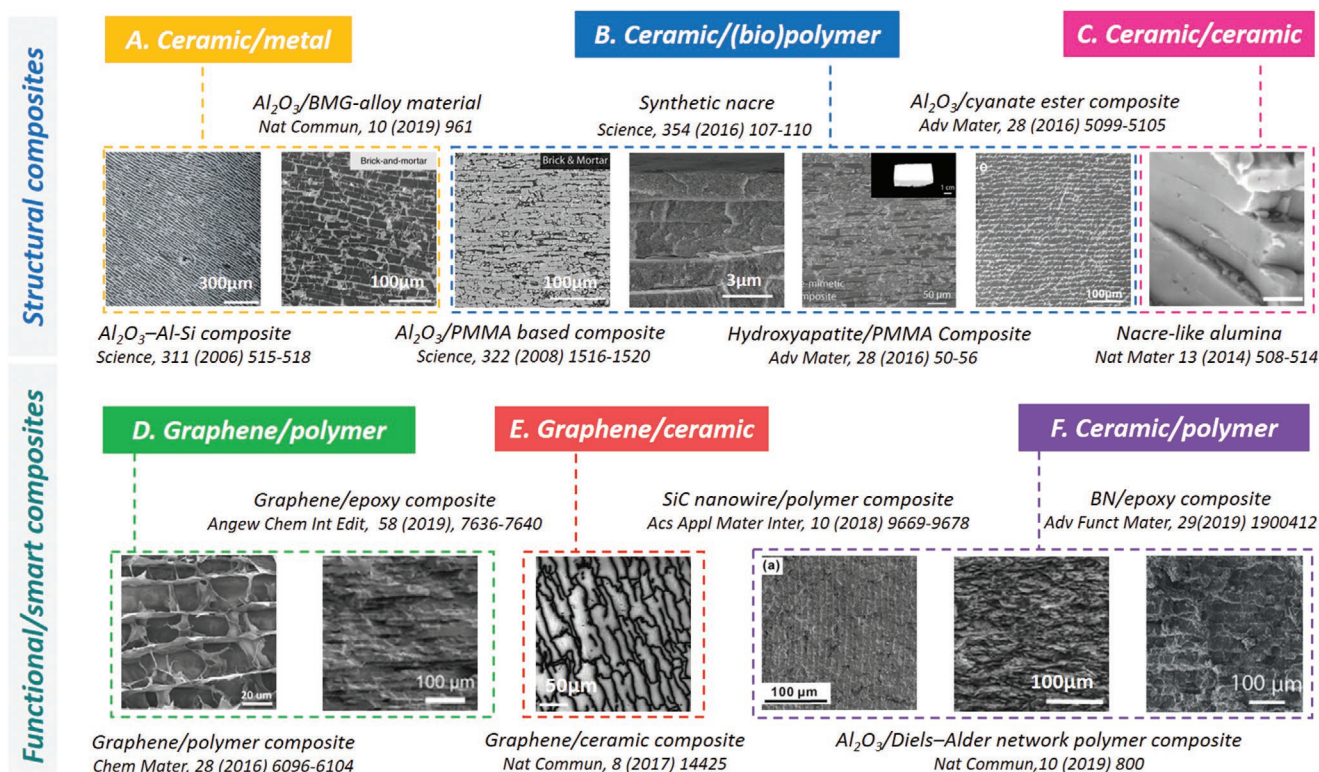 Structural composites
A. Ceramic/metal
B. Ceramic/(bio)polymer
C. Ceramic/ceramic
Al₂O₃/BMG-alloy material
Nat Commun, 10 (2019) 961
Synthetic nacre
Science, 354 (2016) 107-110
Al₂O₃/cyanate ester composite
Adv Mater, 28 (2016) 5099-5105
300μm
Brick-and-mortar
100μm
Brick & Mortar
100μm
3μm
1 cm
e-mimetic
omposite
50 μm
100μm
Al₂O₃–Al-Si composite
Science, 311 (2006) 515-518
Al₂O₃/PMMA based composite
Science, 322 (2008) 1516-1520
Hydroxyapatite/PMMA Composite
Adv Mater, 28 (2016) 50-56
Nacre-like alumina
Nat Mater 13 (2014) 508-514
Functional/smart composites
D. Graphene/polymer
E. Graphene/ceramic
F. Ceramic/polymer
Graphene/epoxy composite
Angew Chem Int Edit, 58 (2019), 7636-7640
SiC nanowire/polymer composite
Acs Appl Mater Inter, 10 (2018) 9669-9678
BN/epoxy composite
Adv Funct Mater, 29(2019) 1900412
20 um
100 μm
50μm
(a)
100 μm
100μm
100 μm
Graphene/polymer composite
Chem Mater, 28 (2016) 6096-6104
Graphene/ceramic composite
Nat Commun, 8 (2017) 14425
Al₂O₃/Diels–Alder network polymer composite
Nat Commun,10 (2019) 800